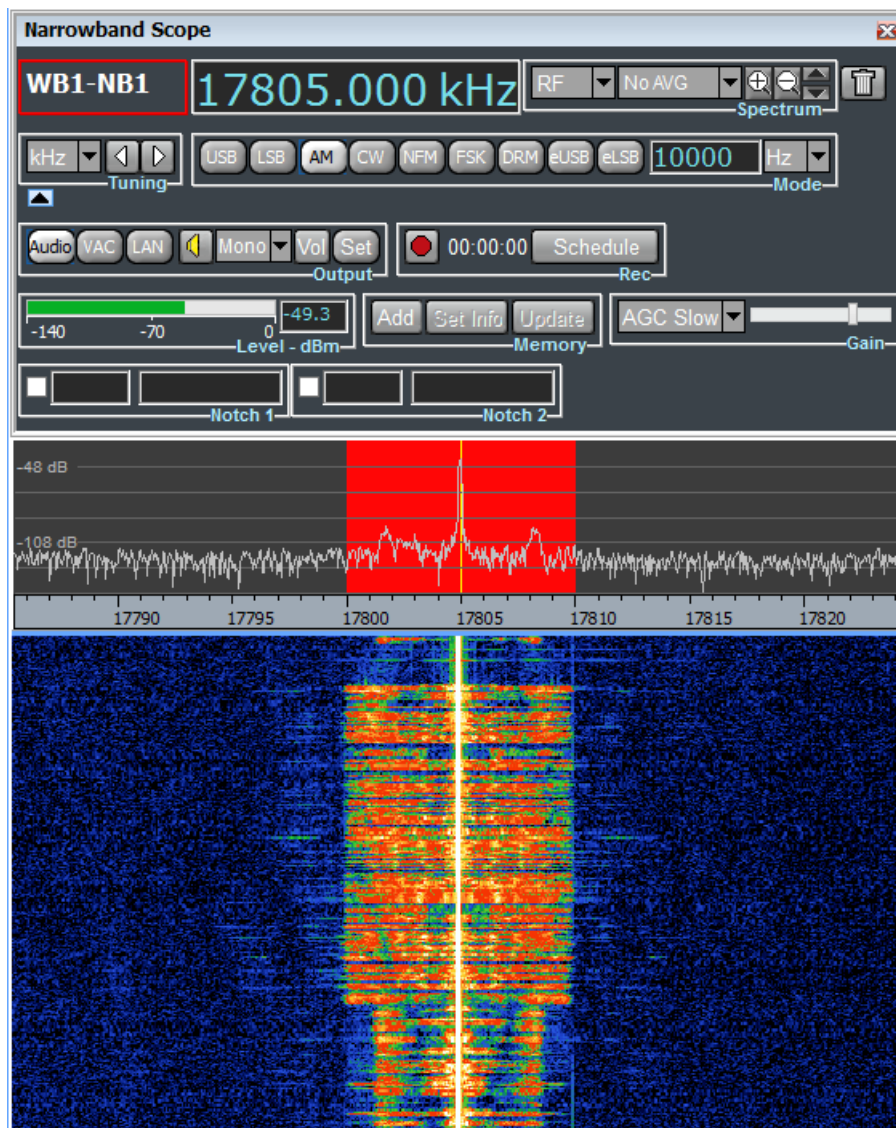 Narrowband Scope
WB1-NB1 17805.000 kHz RF No AVG
Spectrum
kHz USB LSB AM CW NFM FSK DRM eUSB eLSB 10000 Hz
Tuning Mode
Audio VAC LAN Mono Vol Set 00:00:00 Schedule
Output Rec
-140 -70 0 -49.3 Add Set Info Update AGC Slow
Level - dBm Memory Gain
Notch 1 Notch 2
-48 dB
-108 dB
17790 17795 17800 17805 17810 17815 17820